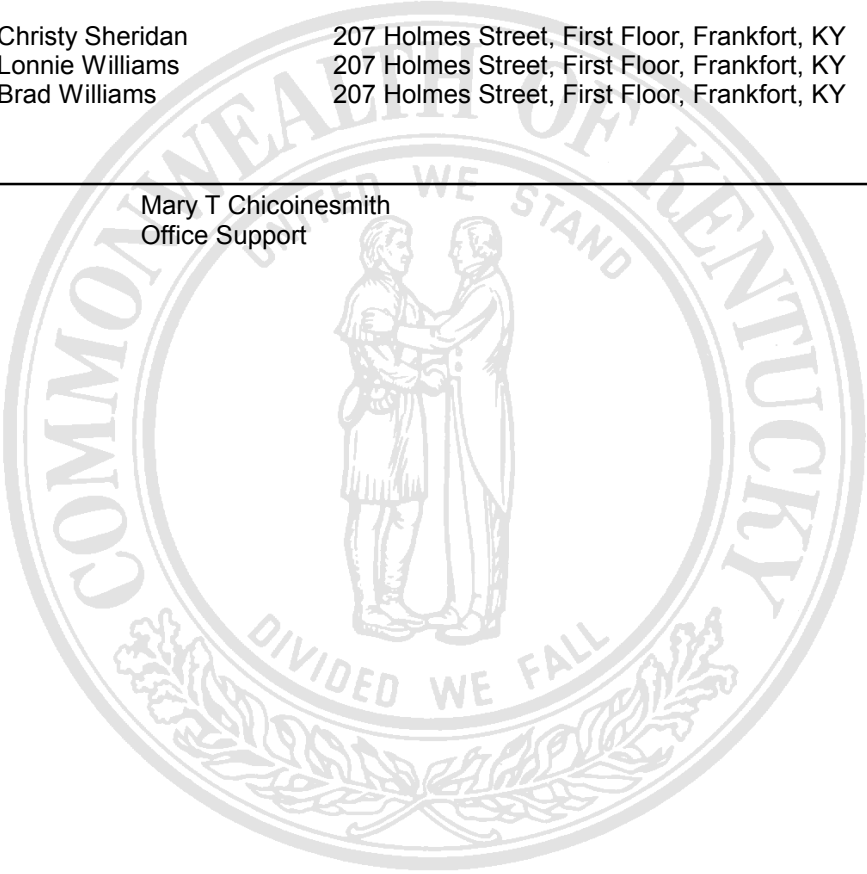 Christy Sheridan 207 Holmes Street, First Floor, Frankfort, KY
Lonnie Williams 207 Holmes Street, First Floor, Frankfort, KY
Brad Williams 207 Holmes Street, First Floor, Frankfort, KY
Mary T Chicoinesmith
Office Support
COMMONWEALTH OF KENTUCKY
UNITED WE STAND
DIVIDED WE FALL